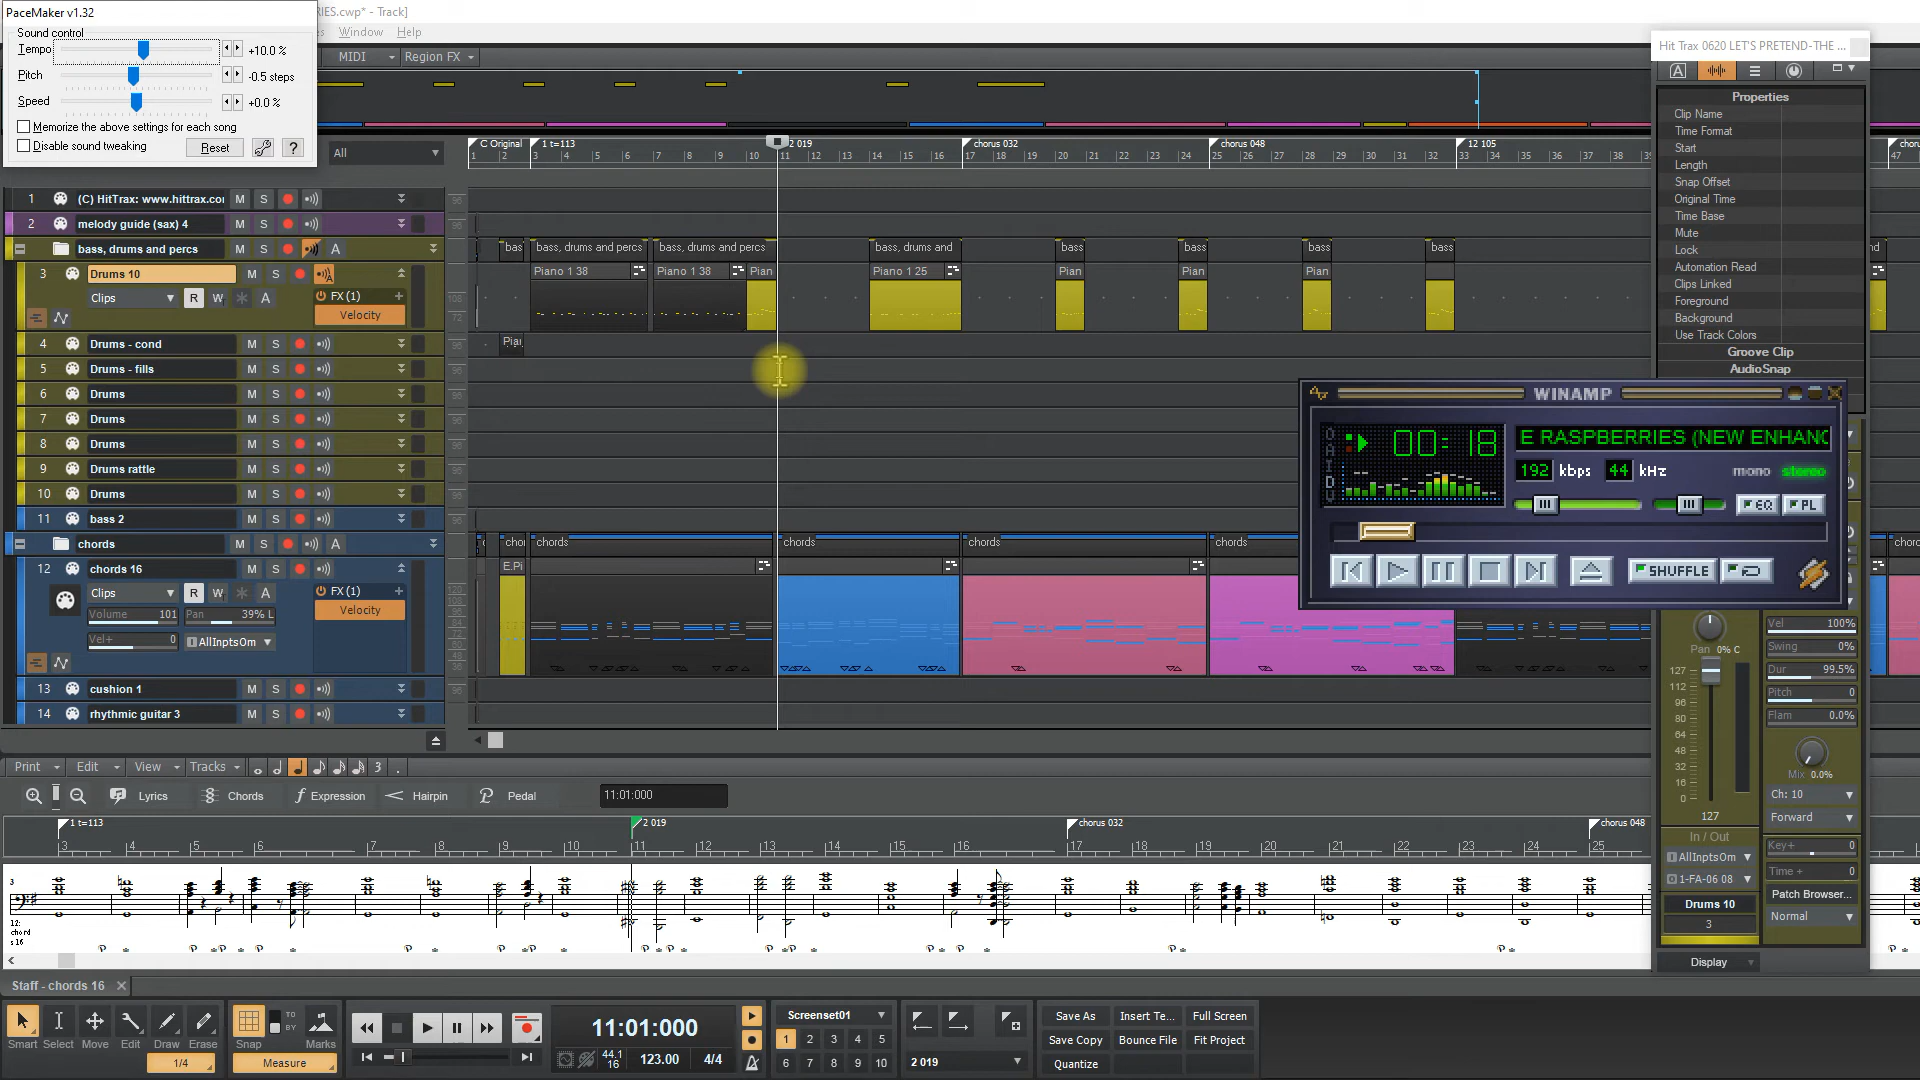 PaceMaker v1.32
RIES.cwp* - Track]
Sound control
Tempo +10.0 %
Pitch -0.5 steps
Speed +0.0 %
Memorize the above settings for each song
Disable sound tweaking Reset ?
Window Help
MIDI Region FX
All
C Original 1 t=113 2 019 chorus 032 chorus 048 12 105
1 2 3 4 5 6 7 8 9 10 11 12 13 14 15 16 17 18 19 20 21 22 23 24 25 26 27 28 29 30 31 32 33 34 35 36 37 38 47
1 (C) HitTrax: www.hittrax.co M S
2 melody guide (sax) 4 M S
bass, drums and percs M S A
3 Drums 10 M S A
Clips R W * A FX (1) +
Velocity
4 Drums - cond M S
5 Drums - fills M S
6 Drums M S
7 Drums M S
8 Drums M S
9 Drums rattle M S
10 Drums M S
11 bass 2 M S
chords M S A
12 chords 16 M S
Clips R W * A FX (1) +
Volume 101 Pan 39% L Velocity
Vel+ 0 AllInptsOm
13 cushion 1 M S
14 rhythmic guitar 3 M S
bas bass, drums and percs bass, drums and percs bass, drums and bass bass bass bass
Piano 1 38 Piano 1 38 Pian Piano 1 25 Pian Pian Pian
chor chords chords chords chords chord
E.Pi
Hit Trax 0620 LET'S PRETEND-THE ...
Properties
Clip Name
Time Format
Start
Length
Snap Offset
Original Time
Time Base
Mute
Lock
Automation Read
Clips Linked
Foreground
Background
Use Track Colors
Groove Clip
AudioSnap
WINAMP
O A I D V
00:18
E RASPBERRIES (NEW ENHANC
192 kbps 44 kHz mono stereo
EQ PL
SHUFFLE
Vel 100%
Pan 0% C Swing 0%
Dur 99.5%
Pitch 0
Flam 0.0%
127
112
96
80
64
48
32
16
0
Mix 0.0%
Ch: 10
127 Forward
In / Out
Key+ 0
AllInptsOm Time + 0
1-FA-06 08
Patch Browser...
Drums 10
3 Normal
Display
Print Edit View Tracks 3 .
Lyrics Chords Expression Hairpin Pedal 11:01:000
1 t=113 2 019 chorus 032 chorus 048
3 4 5 6 7 8 9 10 11 12 13 14 15 16 17 18 19 20 21 22 23 24 25
3
12:
chord
s 16
Staff - chords 16
Smart Select Move Edit Draw Erase
1/4
Snap TO BY Marks
Measure
11:01:000
44.1
16 123.00 4/4
Screenset01
1 2 3 4 5
6 7 8 9 10
2 019
Save As Insert Te... Full Screen
Save Copy Bounce File Fit Project
Quantize